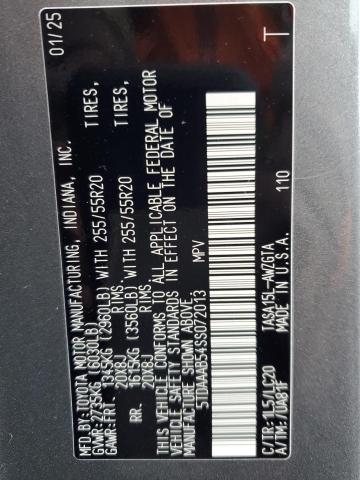 MFD.BY:TOYOTA MOTOR MANUFACTURING, INDIANA, INC. 01/25
GVWR:2735KG (6030LB)
GAWR:FR. 1345KG (2960LB) WITH 255/55R20 TIRES,
20X8J RIMS.
RR. 1615KG (3560LB) WITH 255/55R20 TIRES,
20X8J RIMS.
THIS VEHICLE CONFORMS TO ALL APPLICABLE FEDERAL MOTOR
VEHICLE SAFETY STANDARDS IN EFFECT ON THE DATE OF
MANUFACTURE SHOWN ABOVE.
5TDAAAB54SS072013 MPV
C/TR:1L5/LC20 TASA15L-AWZGTA 110 T
A/TM:/UA81F MADE IN U.S.A.